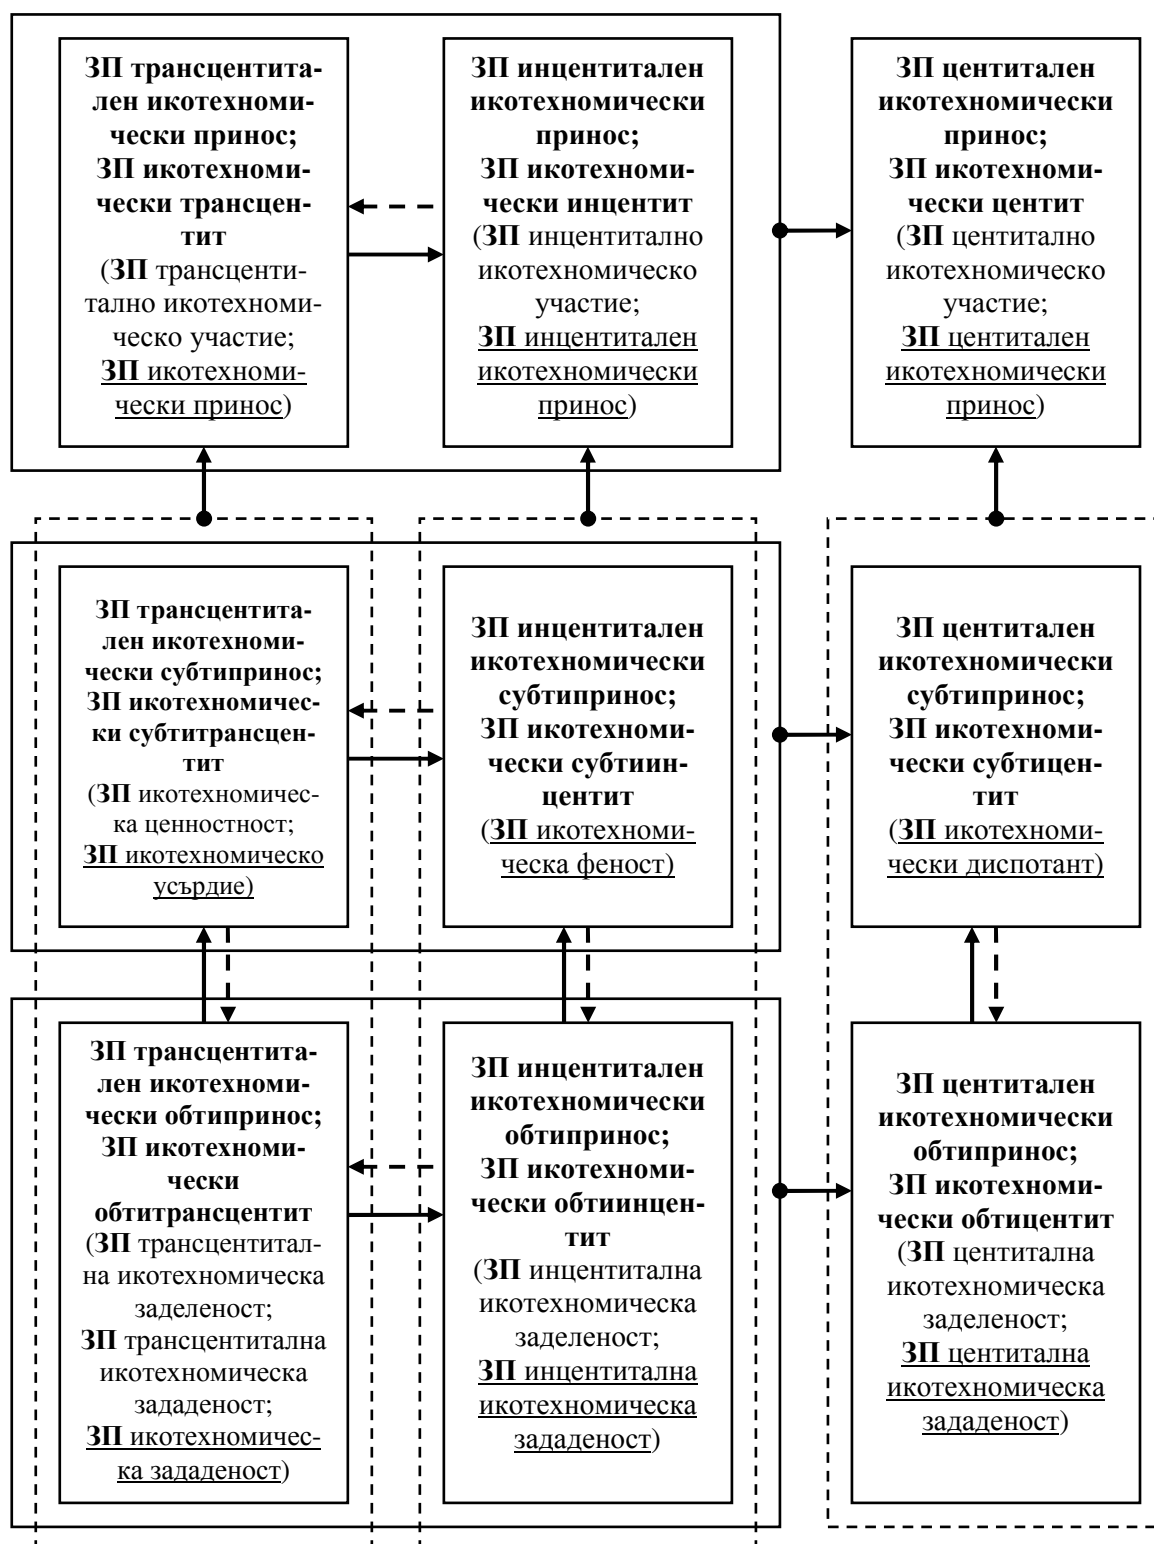 ЗП трансцентита-
лен икотехноми-
чески принос;
ЗП икотехноми-
чески трансцен-
тит
(ЗП трансценти-
тално икотехноми-
ческо участие;
ЗП икотехноми-
чески принос)
ЗП инцентитален
икотехномически
принос;
ЗП икотехноми-
чески инцентит
(ЗП инцентитално
икотехномическо
участие;
ЗП инцентитален
икотехномически
принос)
ЗП центитален
икотехномически
принос;
ЗП икотехноми-
чески центит
(ЗП центитално
икотехномическо
участие;
ЗП центитален
икотехномически
принос)
ЗП трансцентита-
лен икотехноми-
чески субтипринос;
ЗП икотехномичес-
ки субтитрансцен-
тит
(ЗП икотехномичес-
ка ценностност;
ЗП икотехномическо
усърдие)
ЗП инцентитален
икотехномически
субтипринос;
ЗП икотехноми-
чески субтиин-
центит
(ЗП икотехноми-
ческа феност)
ЗП центитален
икотехномически
субтипринос;
ЗП икотехноми-
чески субтицен-
тит
(ЗП икотехноми-
чески диспотант)
ЗП трансцентита-
лен икотехноми-
чески обтипринос;
ЗП икотехноми-
чески
обтитрансцентит
(ЗП трансцентитал-
на икотехномическа
заделеност;
ЗП трансцентитална
икотехномическа
зададеност;
ЗП икотехномичес-
ка зададеност)
ЗП инцентитален
икотехномически
обтипринос;
ЗП икотехноми-
чески обтиинцен-
тит
(ЗП инцентитална
икотехномическа
заделеност;
ЗП инцентитална
икотехномическа
зададеност)
ЗП центитален
икотехномически
обтипринос;
ЗП икотехноми-
чески обтицентит
(ЗП центитална
икотехномическа
заделеност;
ЗП центитална
икотехномическа
зададеност)